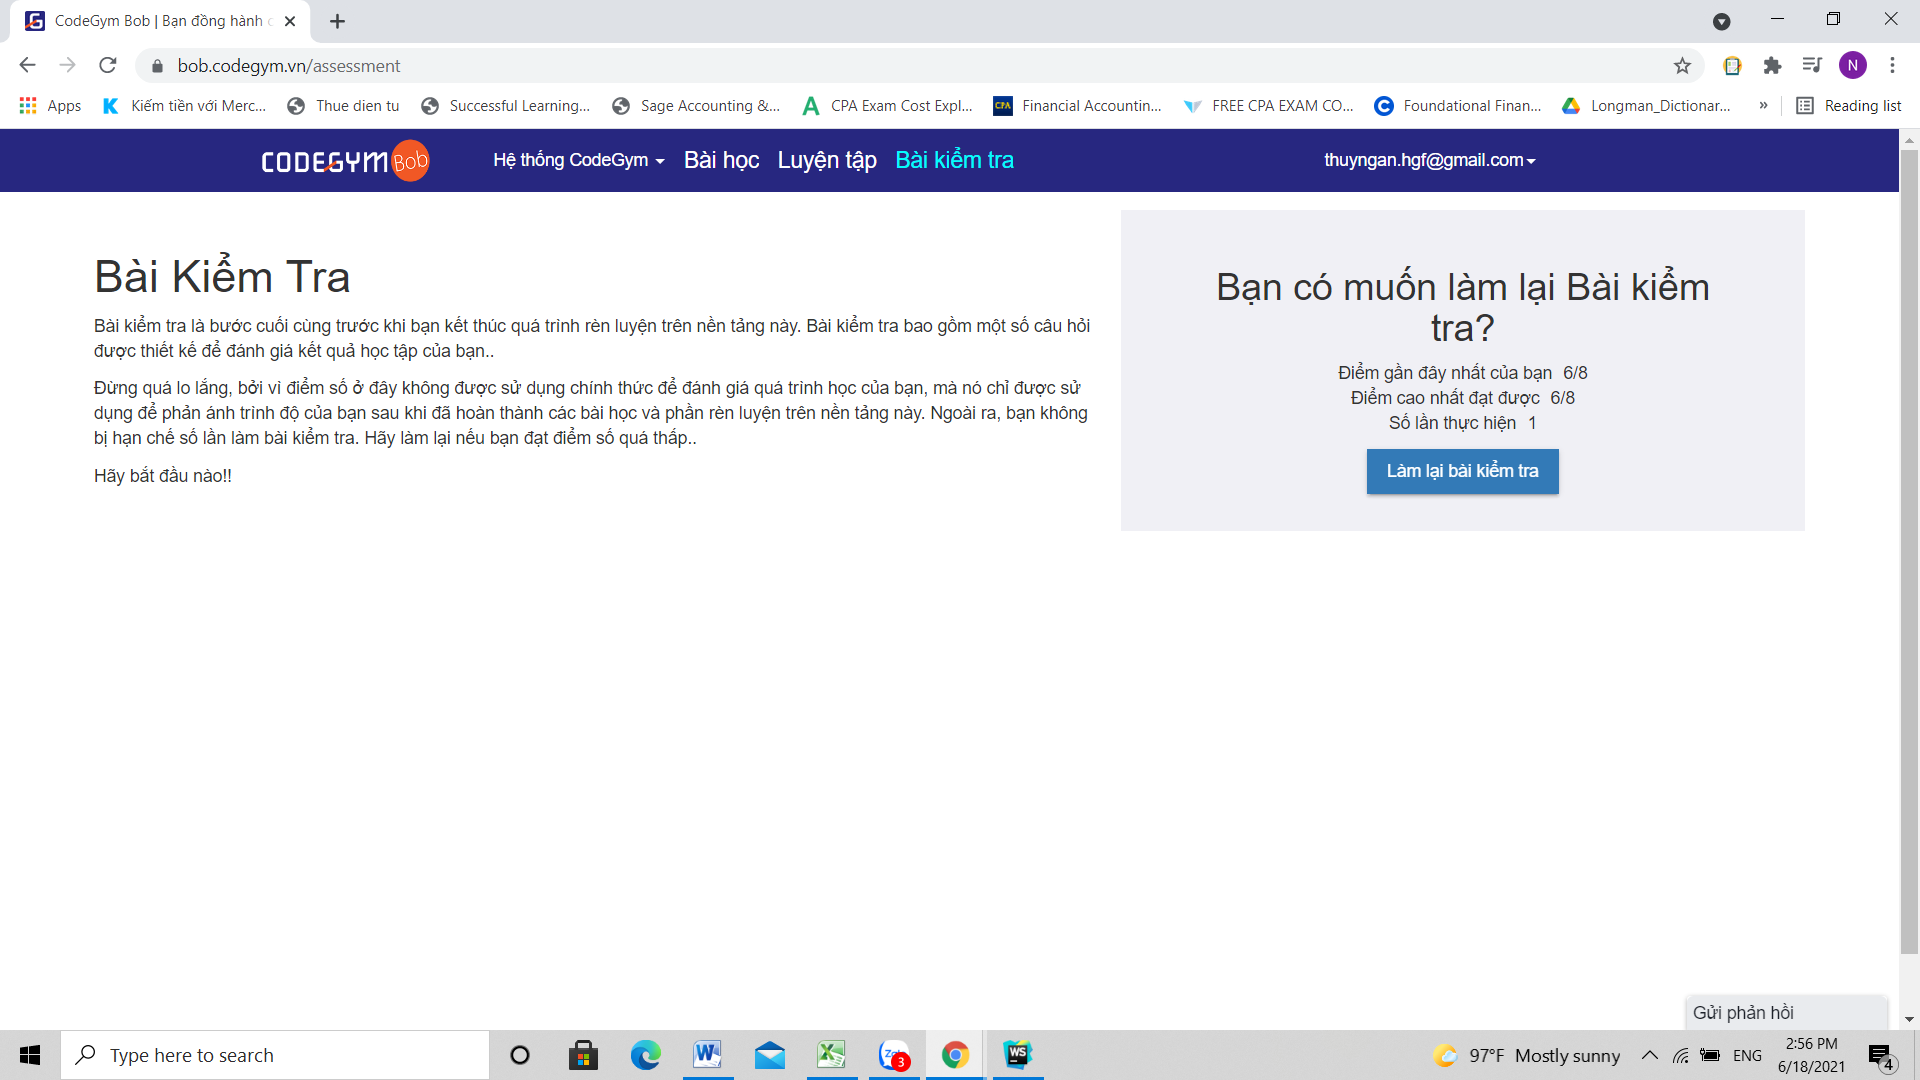 CodeGym Bob | Bạn đồng hành c
bob.codegym.vn/assessment
N
Apps
Kiếm tiền với Merc...
Thue dien tu
Successful Learning...
Sage Accounting &...
CPA Exam Cost Expl...
Financial Accountin...
FREE CPA EXAM CO...
Foundational Finan...
Longman_Dictionar...
»
Reading list
CODEGYM Bob
Hệ thống CodeGym
Bài học
Luyện tập
Bài kiểm tra
thuyngan.hgf@gmail.com
Bài Kiểm Tra
Bài kiểm tra là bước cuối cùng trước khi bạn kết thúc quá trình rèn luyện trên nền tảng này. Bài kiểm tra bao gồm một số câu hỏi
được thiết kế để đánh giá kết quả học tập của bạn..
Đừng quá lo lắng, bởi vì điểm số ở đây không được sử dụng chính thức để đánh giá quá trình học của bạn, mà nó chỉ được sử
dụng để phản ánh trình độ của bạn sau khi đã hoàn thành các bài học và phần rèn luyện trên nền tảng này. Ngoài ra, bạn không
bị hạn chế số lần làm bài kiểm tra. Hãy làm lại nếu bạn đạt điểm số quá thấp..
Hãy bắt đầu nào!!
Bạn có muốn làm lại Bài kiểm
tra?
Điểm gần đây nhất của bạn 6/8
Điểm cao nhất đạt được 6/8
Số lần thực hiện 1
Làm lại bài kiểm tra
Gửi phản hồi
Type here to search
3
WS
97°F Mostly sunny
ENG
2:56 PM
6/18/2021
4